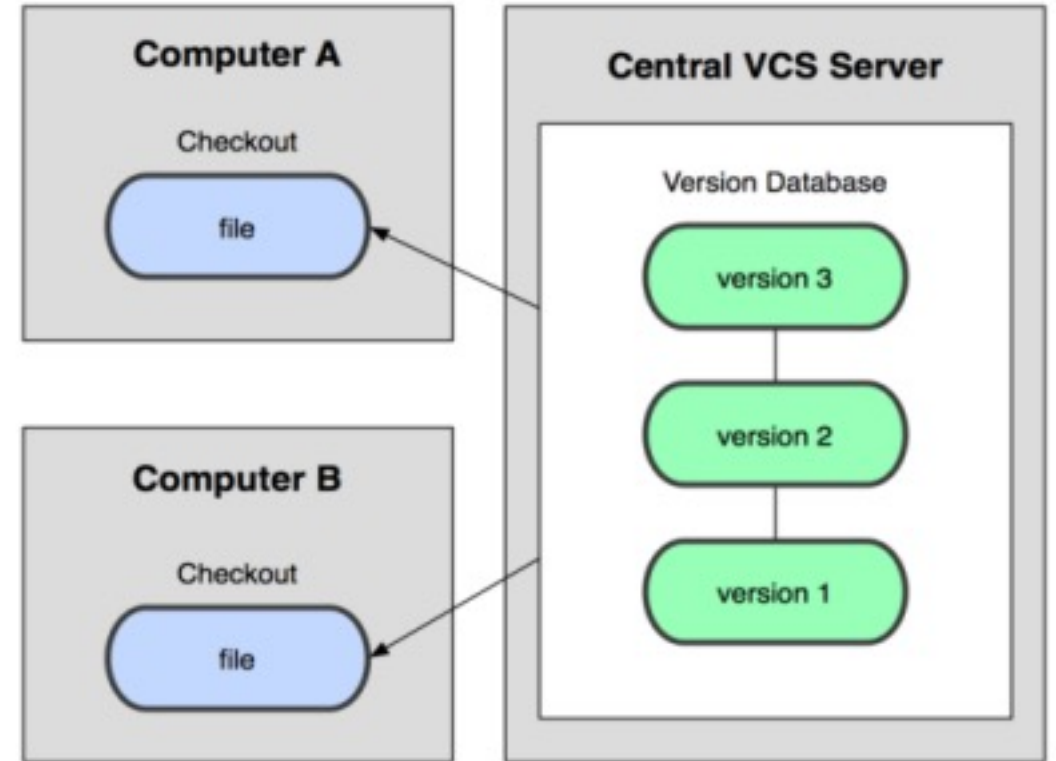 Computer A
Checkout
file
Computer B
Checkout
file
Central VCS Server
Version Database
version 3
version 2
version 1